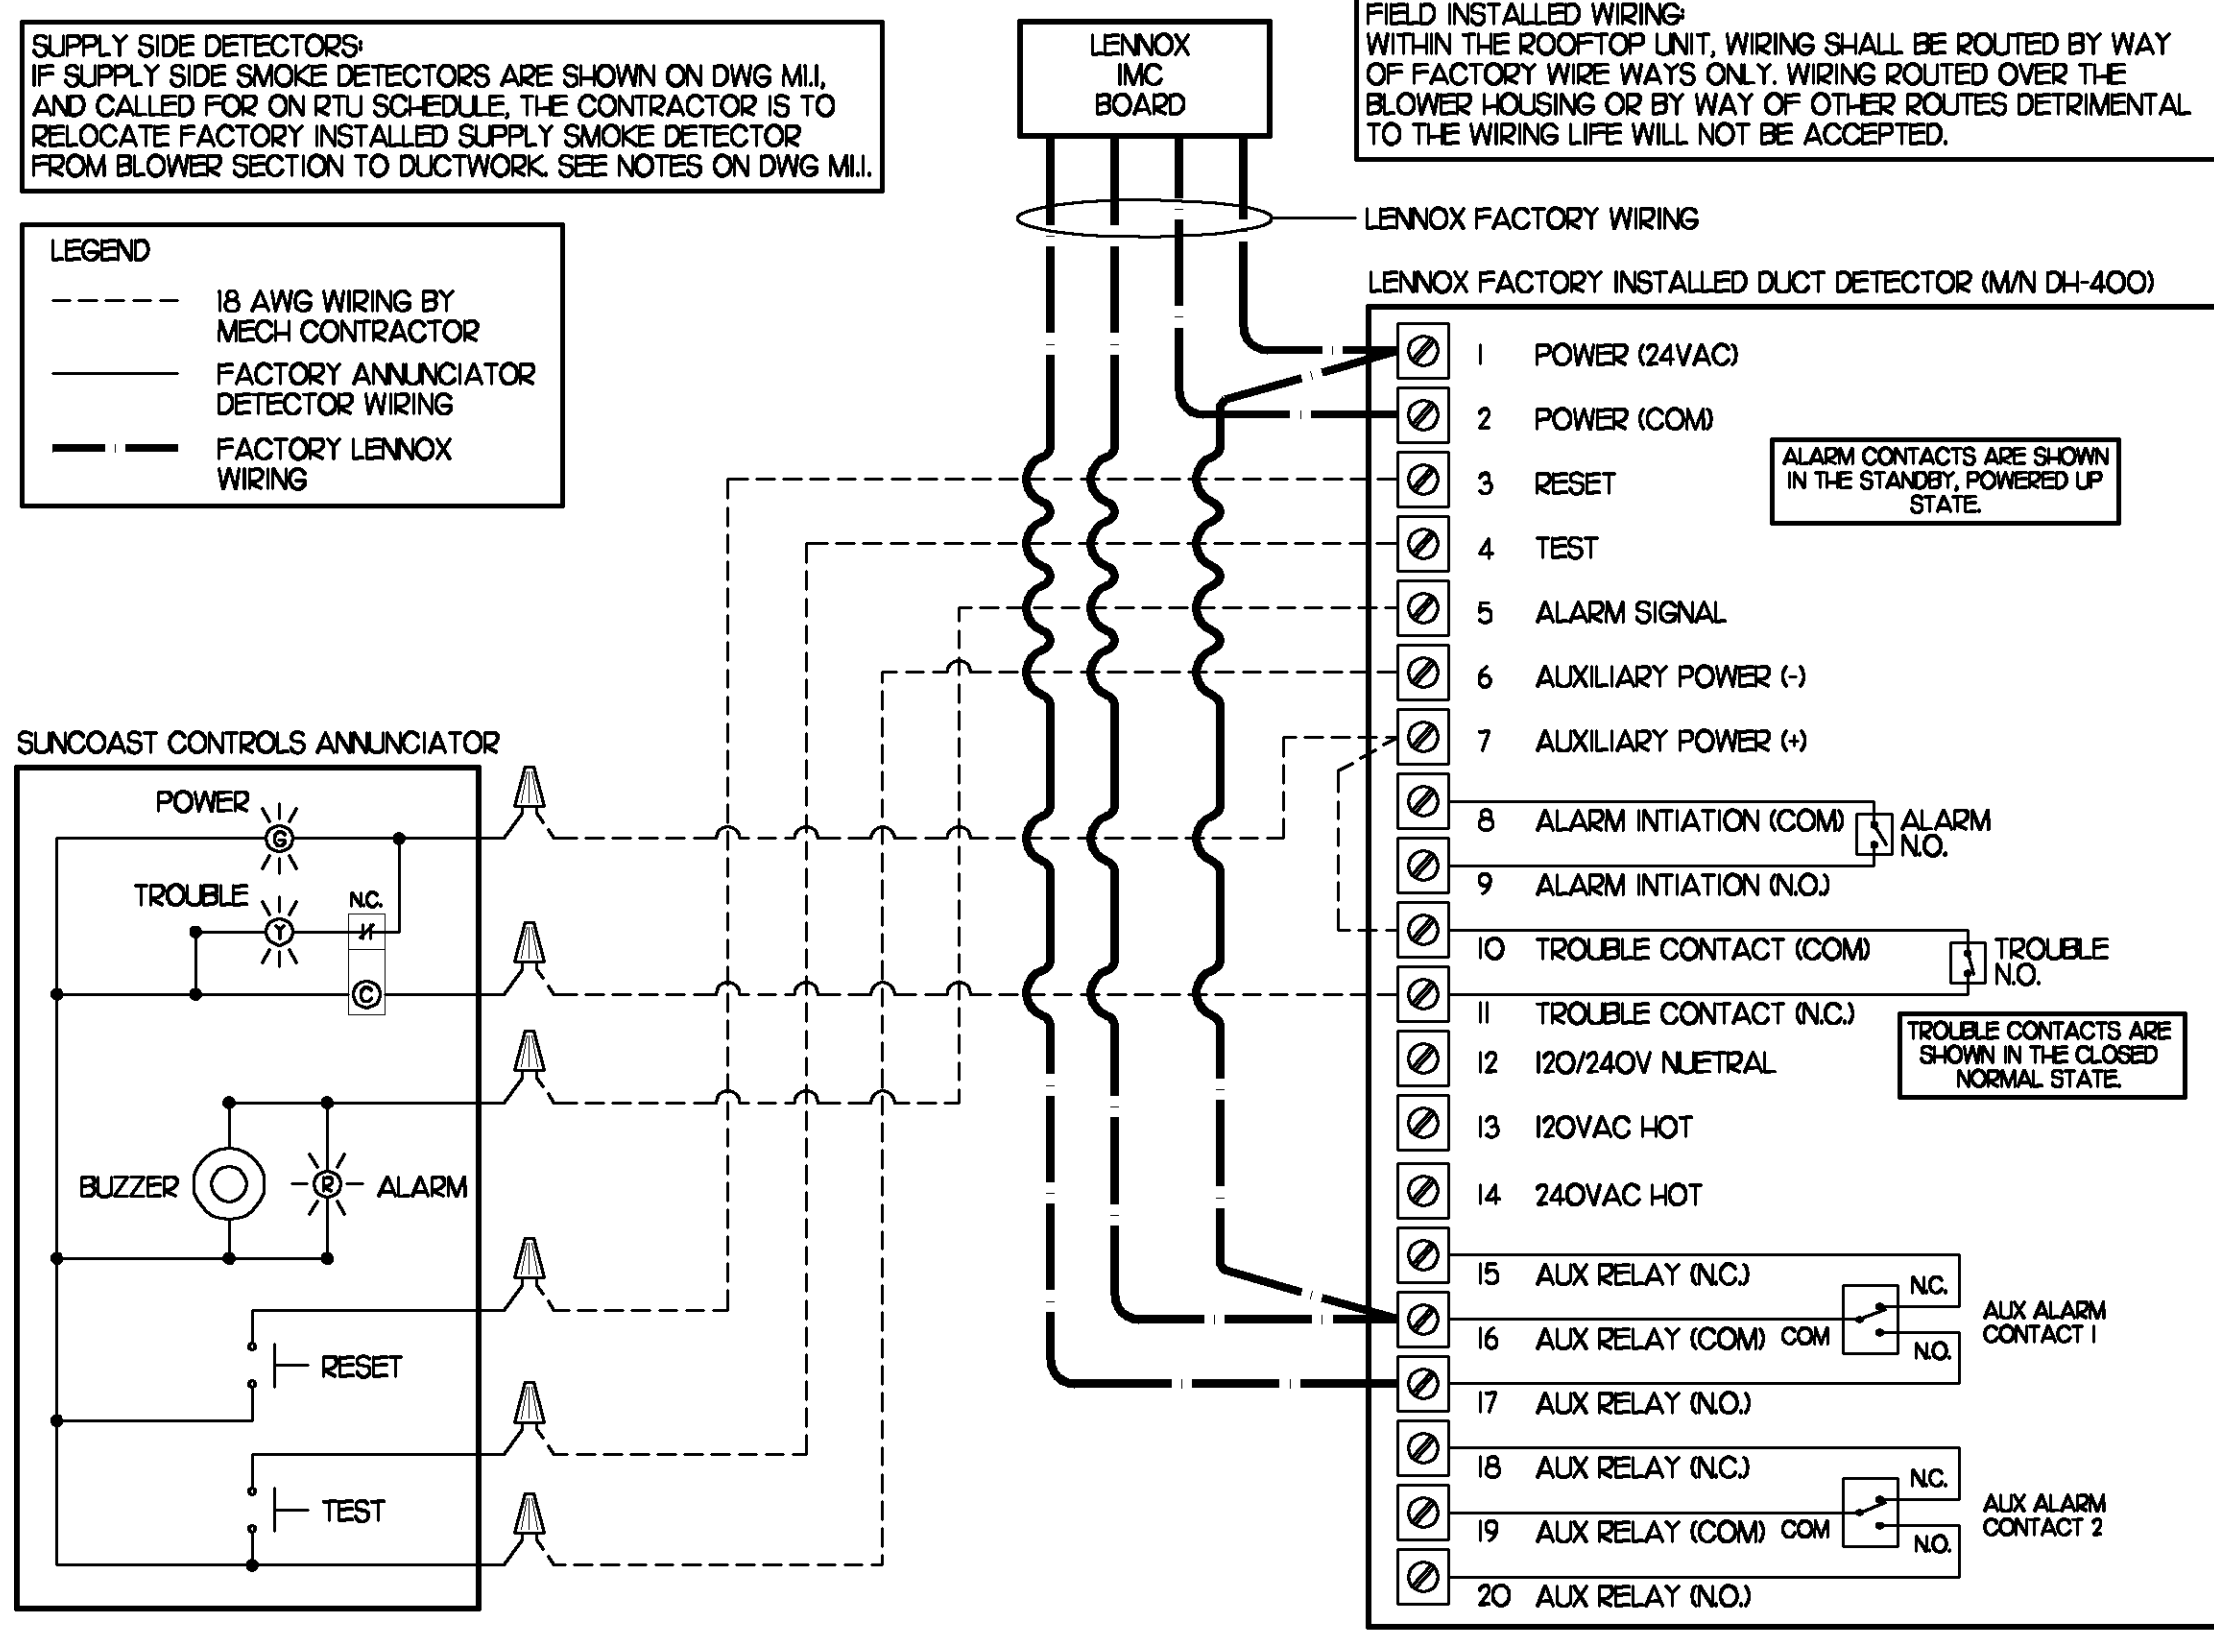 SUPPLY SIDE DETECTORS:
IF SUPPLY SIDE SMOKE DETECTORS ARE SHOWN ON DWG M1.1,
AND CALLED FOR ON RTU SCHEDULE, THE CONTRACTOR IS TO
RELOCATE FACTORY INSTALLED SUPPLY SMOKE DETECTOR
FROM BLOWER SECTION TO DUCTWORK. SEE NOTES ON DWG M1.1.
LENNOX
IMC
BOARD
FIELD INSTALLED WIRING:
WITHIN THE ROOFTOP UNIT, WIRING SHALL BE ROUTED BY WAY
OF FACTORY WIRE WAYS ONLY. WIRING ROUTED OVER THE
BLOWER HOUSING OR BY WAY OF OTHER ROUTES DETRIMENTAL
TO THE WIRING LIFE WILL NOT BE ACCEPTED.
LENNOX FACTORY WIRING
LEGEND
18 AWG WIRING BY
MECH CONTRACTOR
FACTORY ANNUNCIATOR
DETECTOR WIRING
FACTORY LENNOX
WIRING
LENNOX FACTORY INSTALLED DUCT DETECTOR (M/N DH-400)
1 POWER (24VAC)
2 POWER (COM)
3 RESET
4 TEST
5 ALARM SIGNAL
6 AUXILIARY POWER (-)
7 AUXILIARY POWER (+)
8 ALARM INTIATION (COM)
9 ALARM INTIATION (N.O.)
10 TROUBLE CONTACT (COM)
11 TROUBLE CONTACT (N.C.)
12 120/240V NUETRAL
13 120VAC HOT
14 240VAC HOT
15 AUX RELAY (N.C.)
16 AUX RELAY (COM) COM
17 AUX RELAY (N.O.)
18 AUX RELAY (N.C.)
19 AUX RELAY (COM) COM
20 AUX RELAY (N.O.)
ALARM CONTACTS ARE SHOWN
IN THE STANDBY, POWERED UP
STATE.
ALARM
N.O.
TROUBLE
N.O.
TROUBLE CONTACTS ARE
SHOWN IN THE CLOSED
NORMAL STATE.
N.C.
AUX ALARM
CONTACT 1
N.O.
N.C.
AUX ALARM
CONTACT 2
N.O.
SUNCOAST CONTROLS ANNUNCIATOR
POWER
G
TROUBLE
Y
N.C.
C
BUZZER
R
ALARM
RESET
TEST